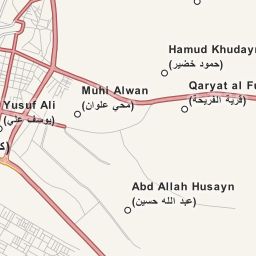 Hamud Khudayr
(حمود خضير)
Muhi Alwan
(محي علوان)
Qaryat al Fu
(قرية الفريحة)
Yusuf Ali
(يوسف علي)
Abd Allah Husayn
(عبد الله حسين)